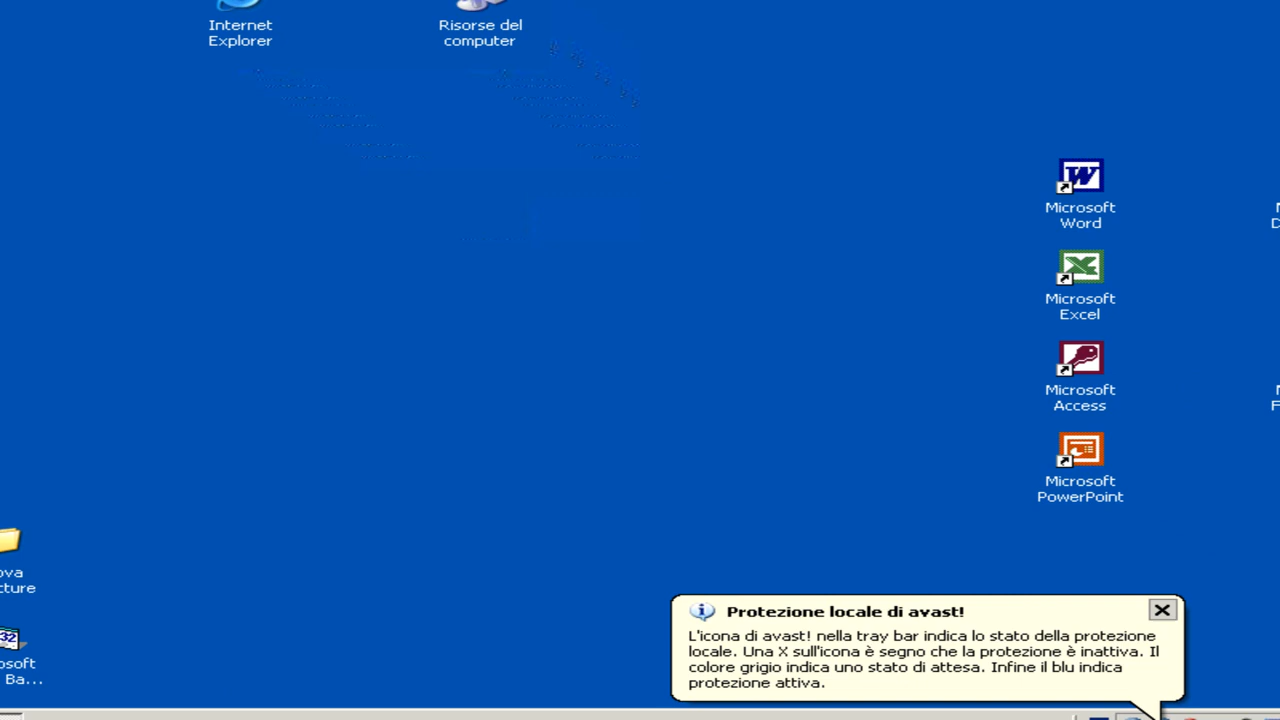 Internet
Explorer
Risorse del
computer
Microsoft
Word
Microsoft
Excel
Microsoft
Access
Microsoft
PowerPoint
ova
cture
32
osoft
Ba...
Protezione locale di avast!
L'icona di avast! nella tray bar indica lo stato della protezione
locale. Una X sull'icona è segno che la protezione è inattiva. Il
colore grigio indica uno stato di attesa. Infine il blu indica
protezione attiva.